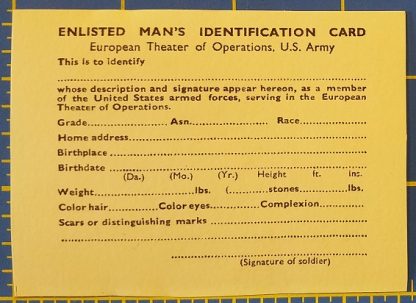 ENLISTED MAN'S IDENTIFICATION CARD
European Theater of Operations, U.S. Army
This is to identify
whose description and signature appear hereon, as a member
of the United States armed forces, serving in the European
Theater of Operations.
Grade.................... Asn.................... Race....................
Home address....................
Birthplace....................
Birthdate....................
(Da.) (Mo.) (Yr.) Height ft. ins.
Weight....................lbs. (..........stones....................lbs.
Color hair..............Color eyes..............Complexion..............
Scars or distinguishing marks ....................
(Signature of soldier)